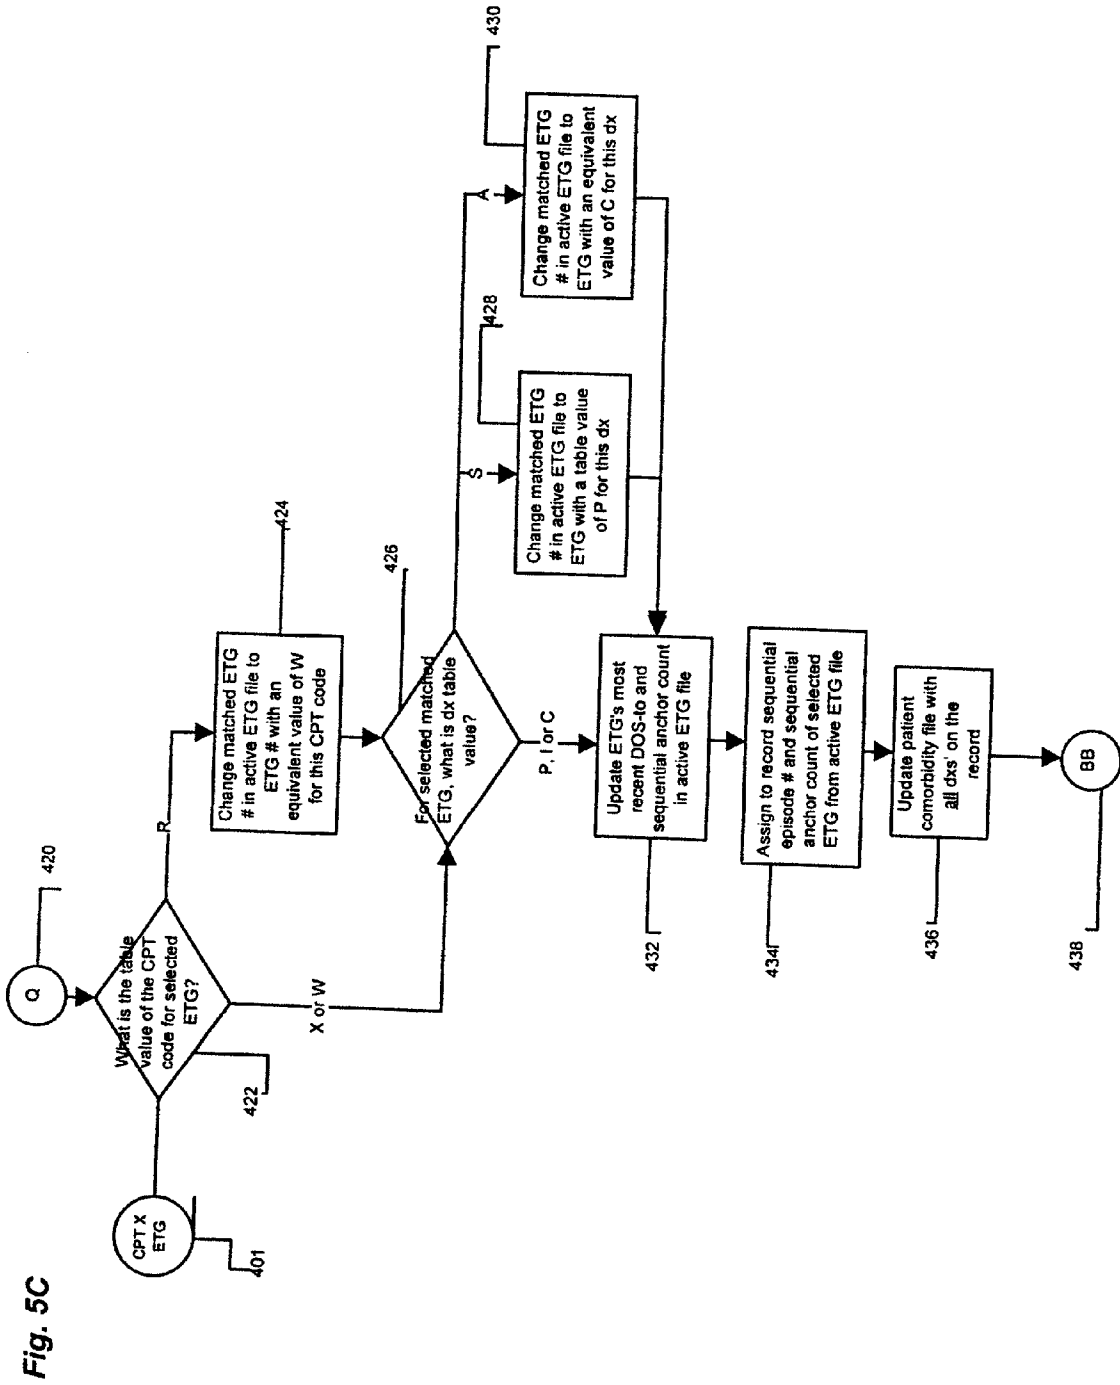 Fig. 5C
Q
420
CPT X
ETG
401
What is the table
value of the CPT
code for selected
ETG?
422
R
X or W
Change matched ETG
# in active ETG file to
ETG # with an
equivalent value of W
for this CPT code
424
For selected matched
ETG, what is dx table
value?
426
S
A
P, I or C
Change matched ETG
# in active ETG file to
ETG with a table value
of P for this dx
428
Change matched ETG
# in active ETG file to
ETG with an equivalent
value of C for this dx
430
Update ETG's most
recent DOS-to and
sequential anchor count
in active ETG file
432
Assign to record sequential
episode # and sequential
anchor count of selected
ETG from active ETG file
434
Update patient
comorbidity file with
all dxs' on the
record
436
BB
438